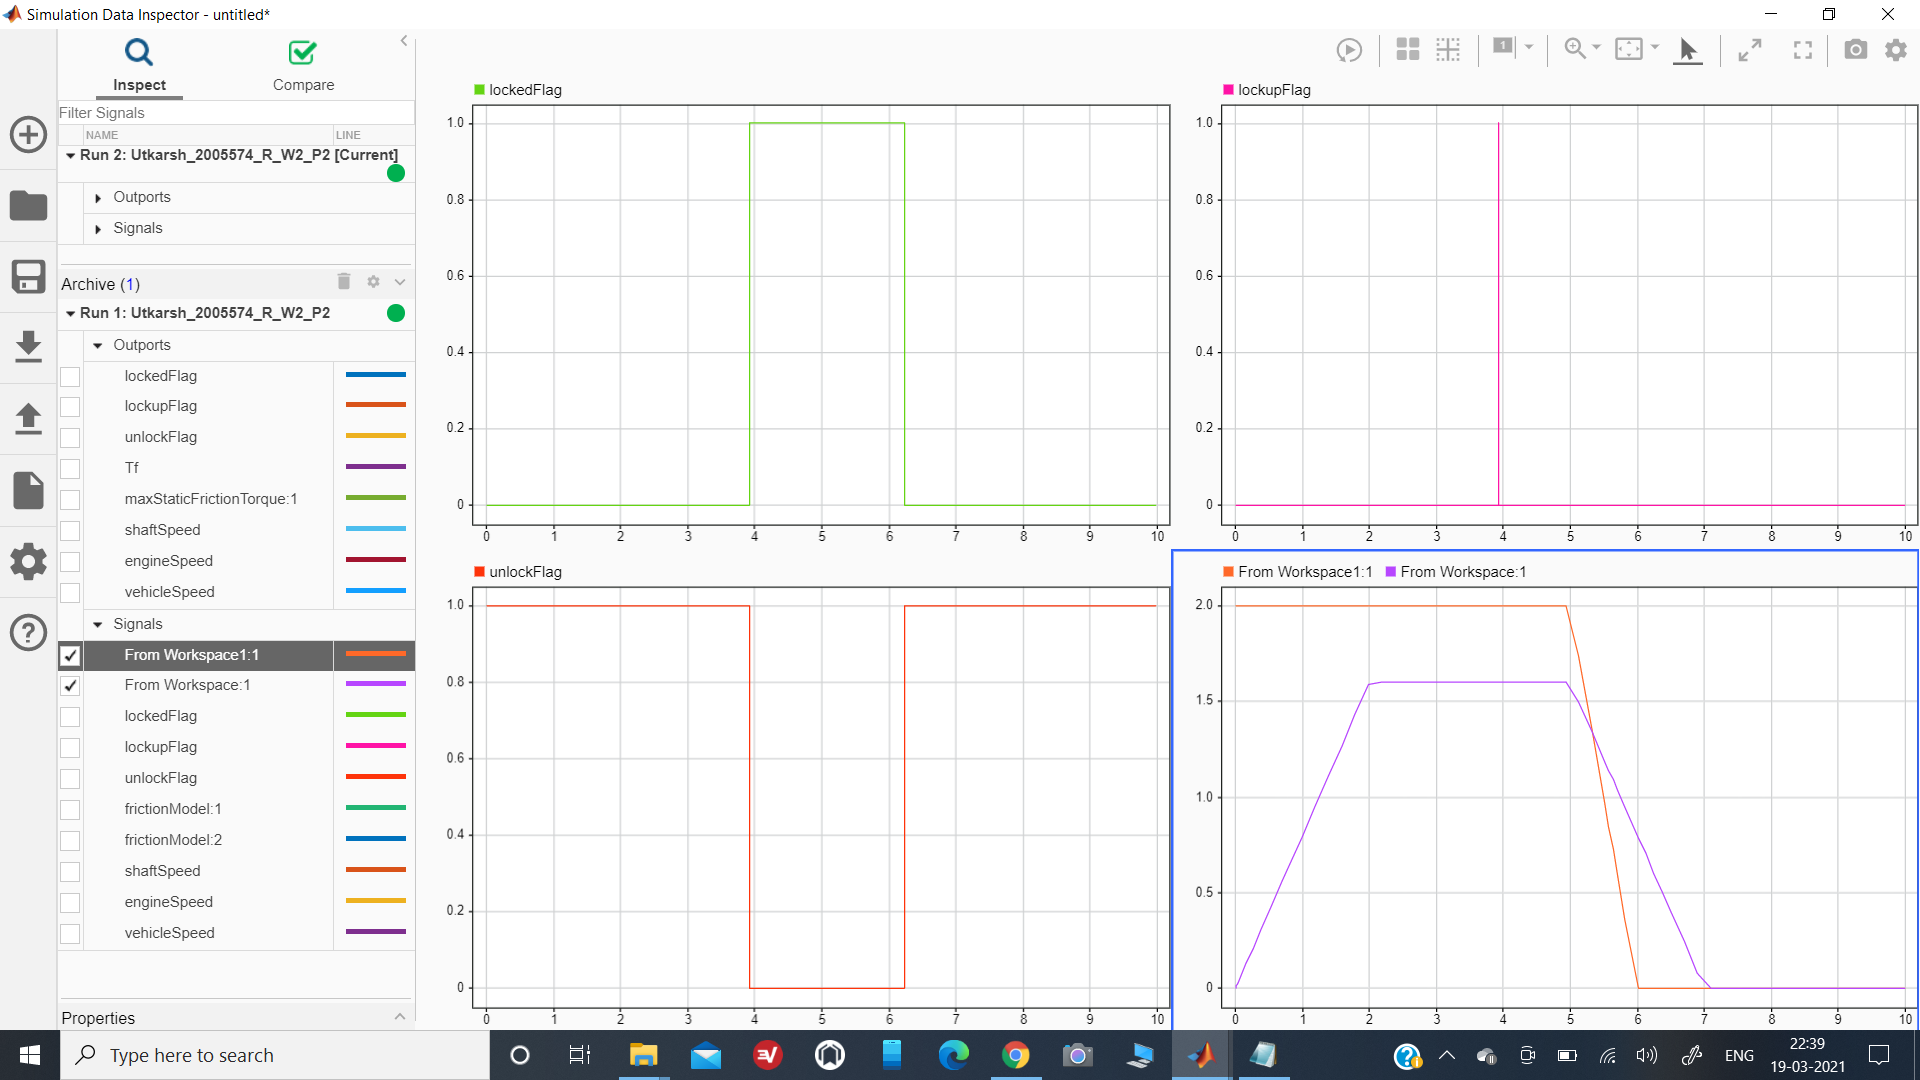 Simulation Data Inspector - untitled*
Inspect
Compare
Filter Signals
NAME
LINE
Run 2: Utkarsh_2005574_R_W2_P2 [Current]
Outports
Signals
Archive (1)
Run 1: Utkarsh_2005574_R_W2_P2
Outports
lockedFlag
lockupFlag
unlockFlag
Tf
maxStaticFrictionTorque:1
shaftSpeed
engineSpeed
vehicleSpeed
Signals
From Workspace1:1
From Workspace:1
lockedFlag
lockupFlag
unlockFlag
frictionModel:1
frictionModel:2
shaftSpeed
engineSpeed
vehicleSpeed
Properties
1
lockedFlag
1.0
0.8
0.6
0.4
0.2
0
0 1 2 3 4 5 6 7 8 9 10
lockupFlag
1.0
0.8
0.6
0.4
0.2
0
0 1 2 3 4 5 6 7 8 9 10
unlockFlag
1.0
0.8
0.6
0.4
0.2
0
0 1 2 3 4 5 6 7 8 9 10
From Workspace1:1 From Workspace:1
2.0
1.5
1.0
0.5
0
0 1 2 3 4 5 6 7 8 9 10
Type here to search
ENG
22:39
19-03-2021